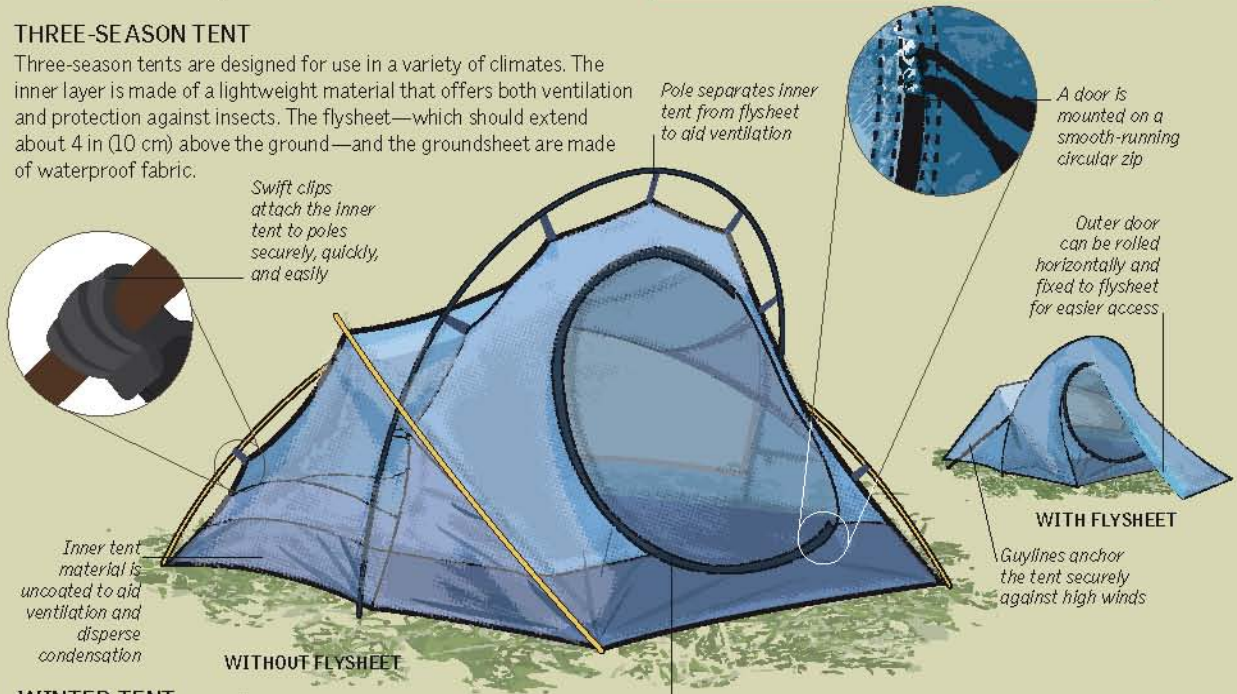 THREE-SEASON TENT
Three-season tents are designed for use in a variety of climates. The
inner layer is made of a lightweight material that offers both ventilation
and protection against insects. The flysheet—which should extend
about 4 in (10 cm) above the ground—and the groundsheet are made
of waterproof fabric.
Swift clips
attach the inner
tent to poles
securely, quickly,
and easily
Pole separates inner
tent from flysheet
to aid ventilation
A door is
mounted on a
smooth-running
circular zip
Outer door
can be rolled
horizontally and
fixed to flysheet
for easier access
WITH FLYSHEET
Guylines anchor
the tent securely
against high winds
Inner tent
material is
uncoated to aid
ventilation and
disperse
condensation
WITHOUT FLYSHEET
WINTER TENT